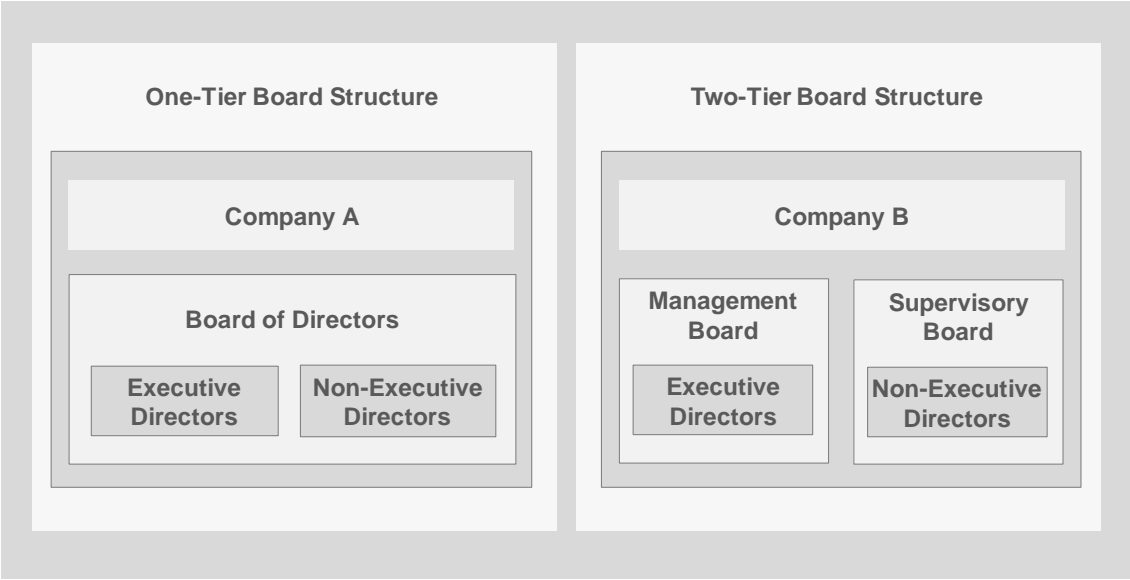 One-Tier Board Structure
Company A
Board of Directors
Executive
Directors
Non-Executive
Directors
Two-Tier Board Structure
Company B
Management
Board
Executive
Directors
Supervisory
Board
Non-Executive
Directors